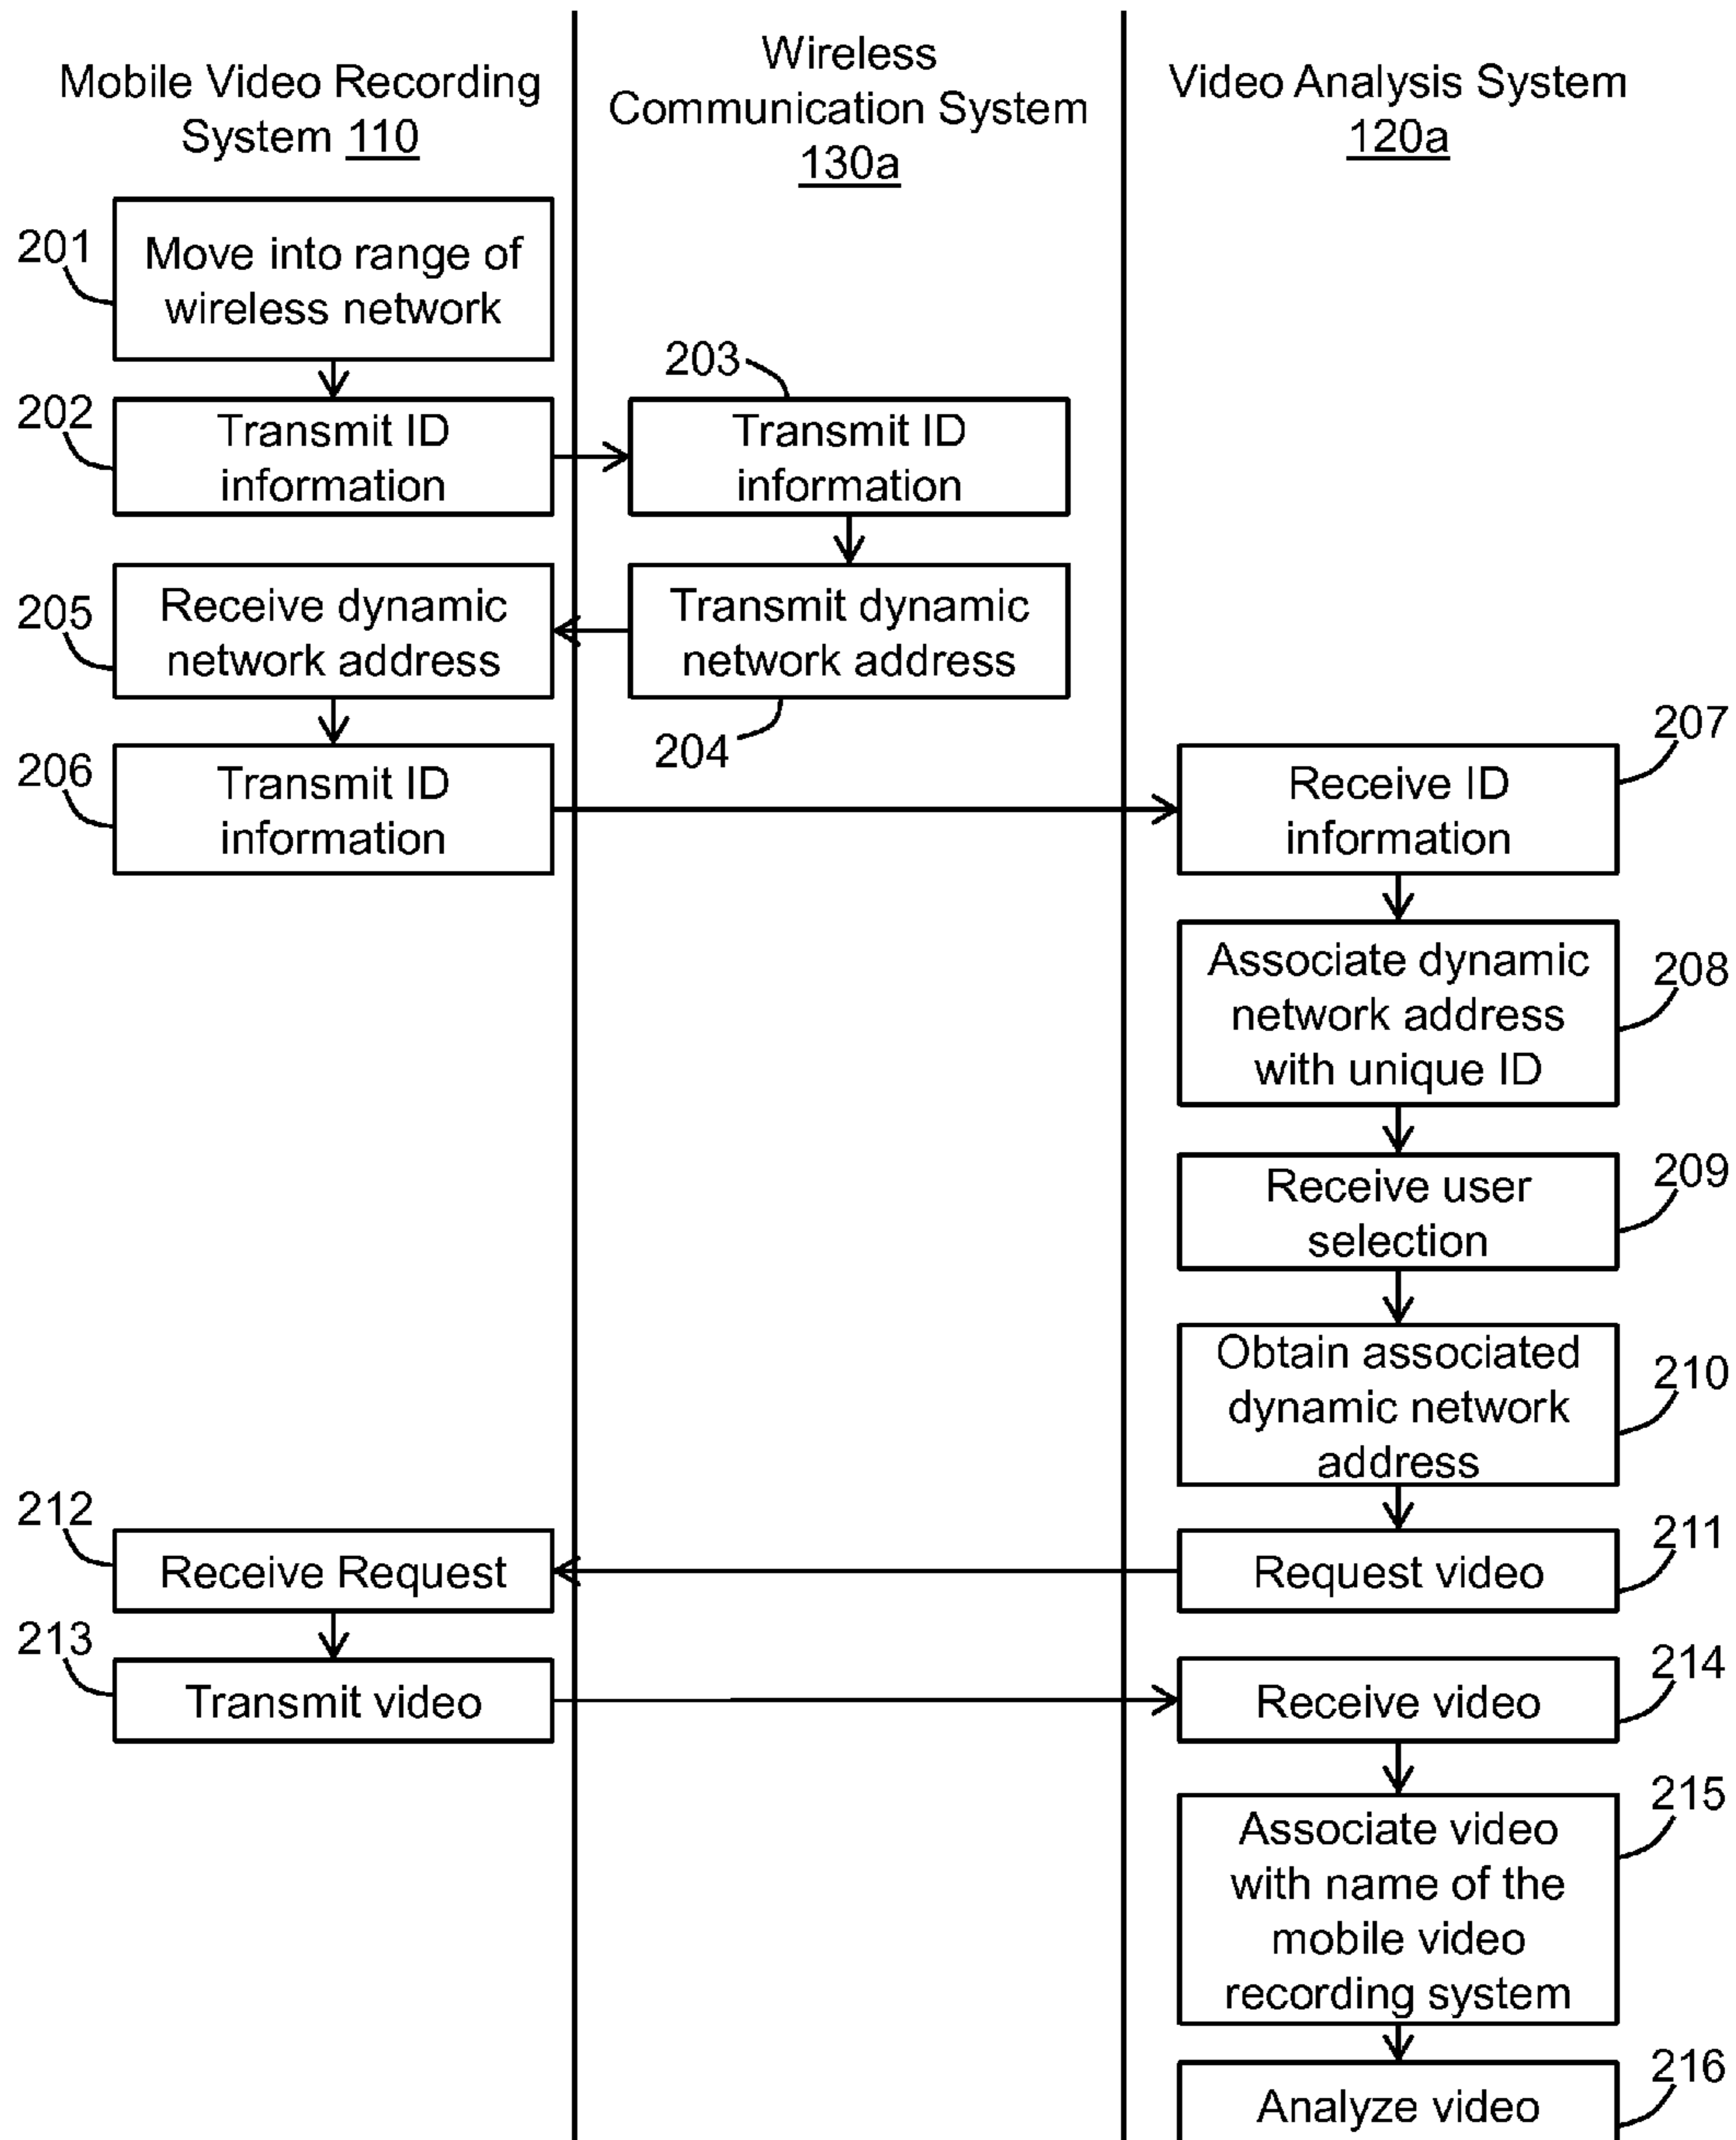 Mobile Video Recording
System 110
Wireless
Communication System
130a
Video Analysis System
120a
201
Move into range of
wireless network
202
Transmit ID
information
203
Transmit ID
information
205
Receive dynamic
network address
Transmit dynamic
network address
204
206
Transmit ID
information
207
Receive ID
information
208
Associate dynamic
network address
with unique ID
209
Receive user
selection
210
Obtain associated
dynamic network
address
212
Receive Request
211
Request video
213
Transmit video
214
Receive video
215
Associate video
with name of the
mobile video
recording system
216
Analyze video